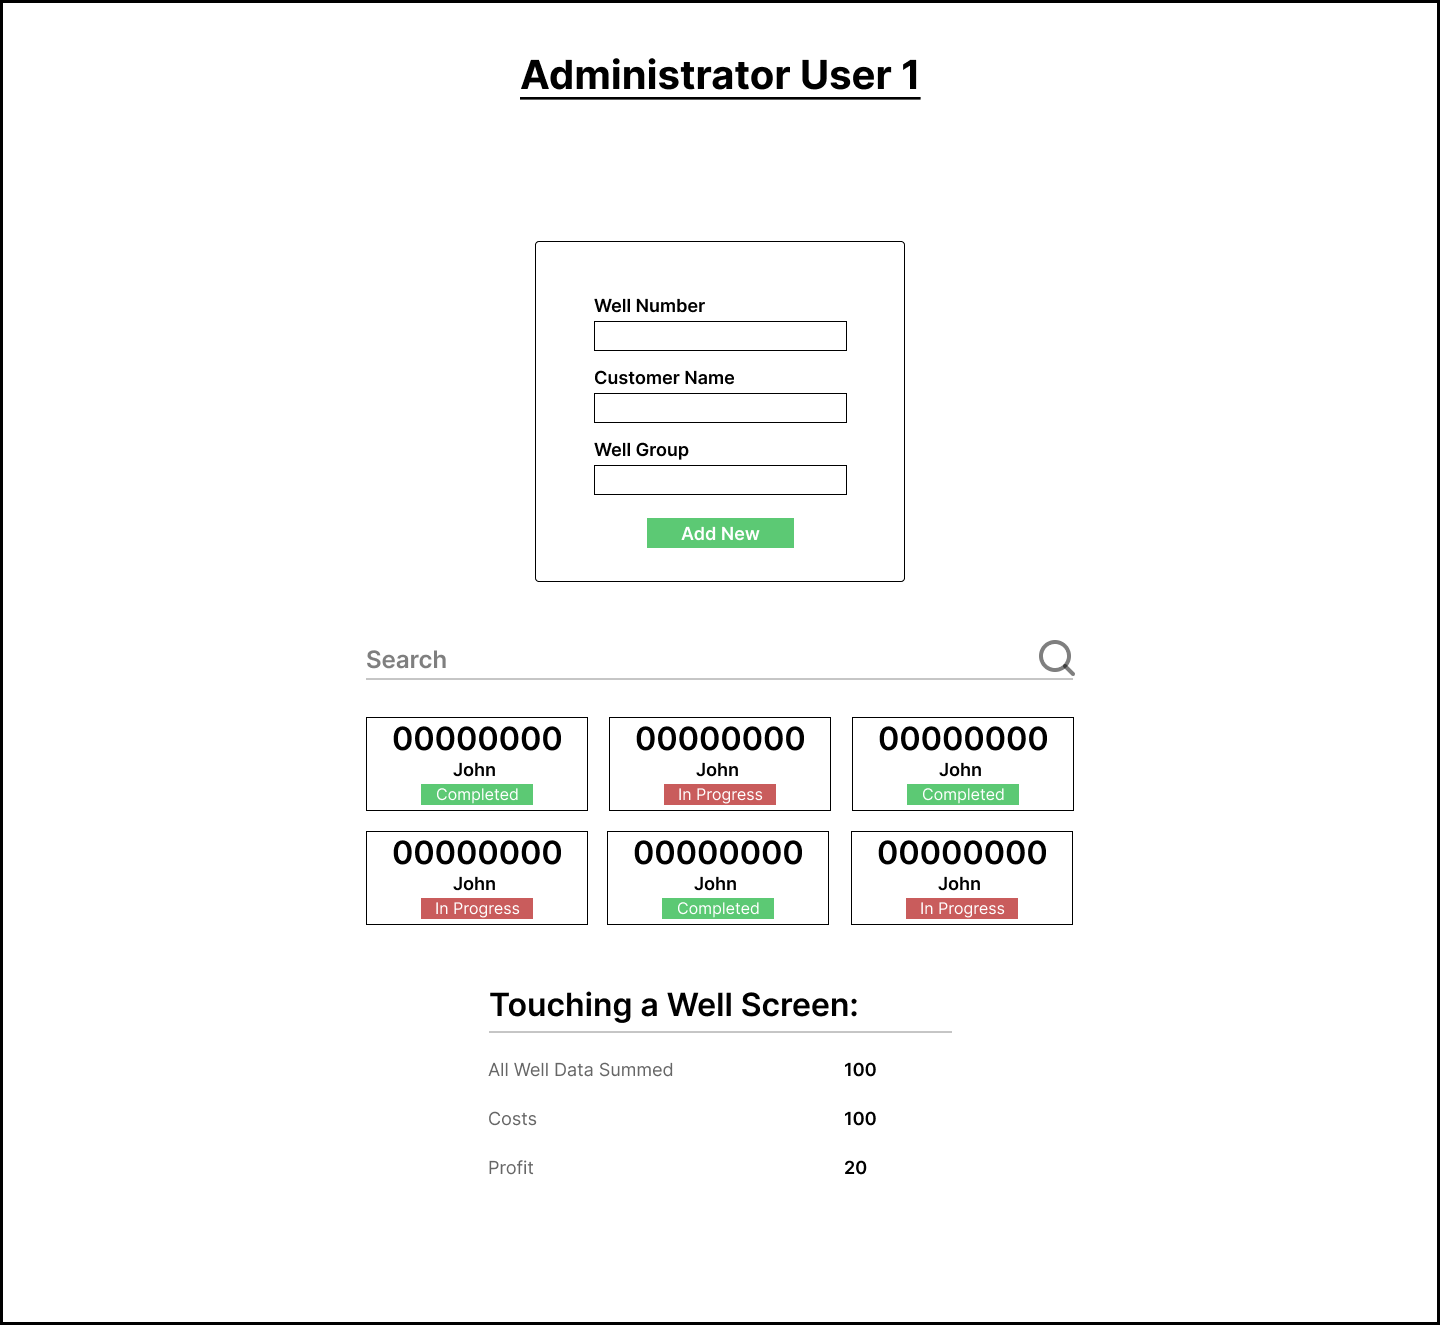 Administrator User 1
Well Number
Customer Name
Well Group
Add New
Search
00000000 00000000 00000000
John John John
Completed In Progress Completed
00000000 00000000 00000000
John John John
In Progress Completed In Progress
Touching a Well Screen:
All Well Data Summed 100
Costs 100
Profit 20